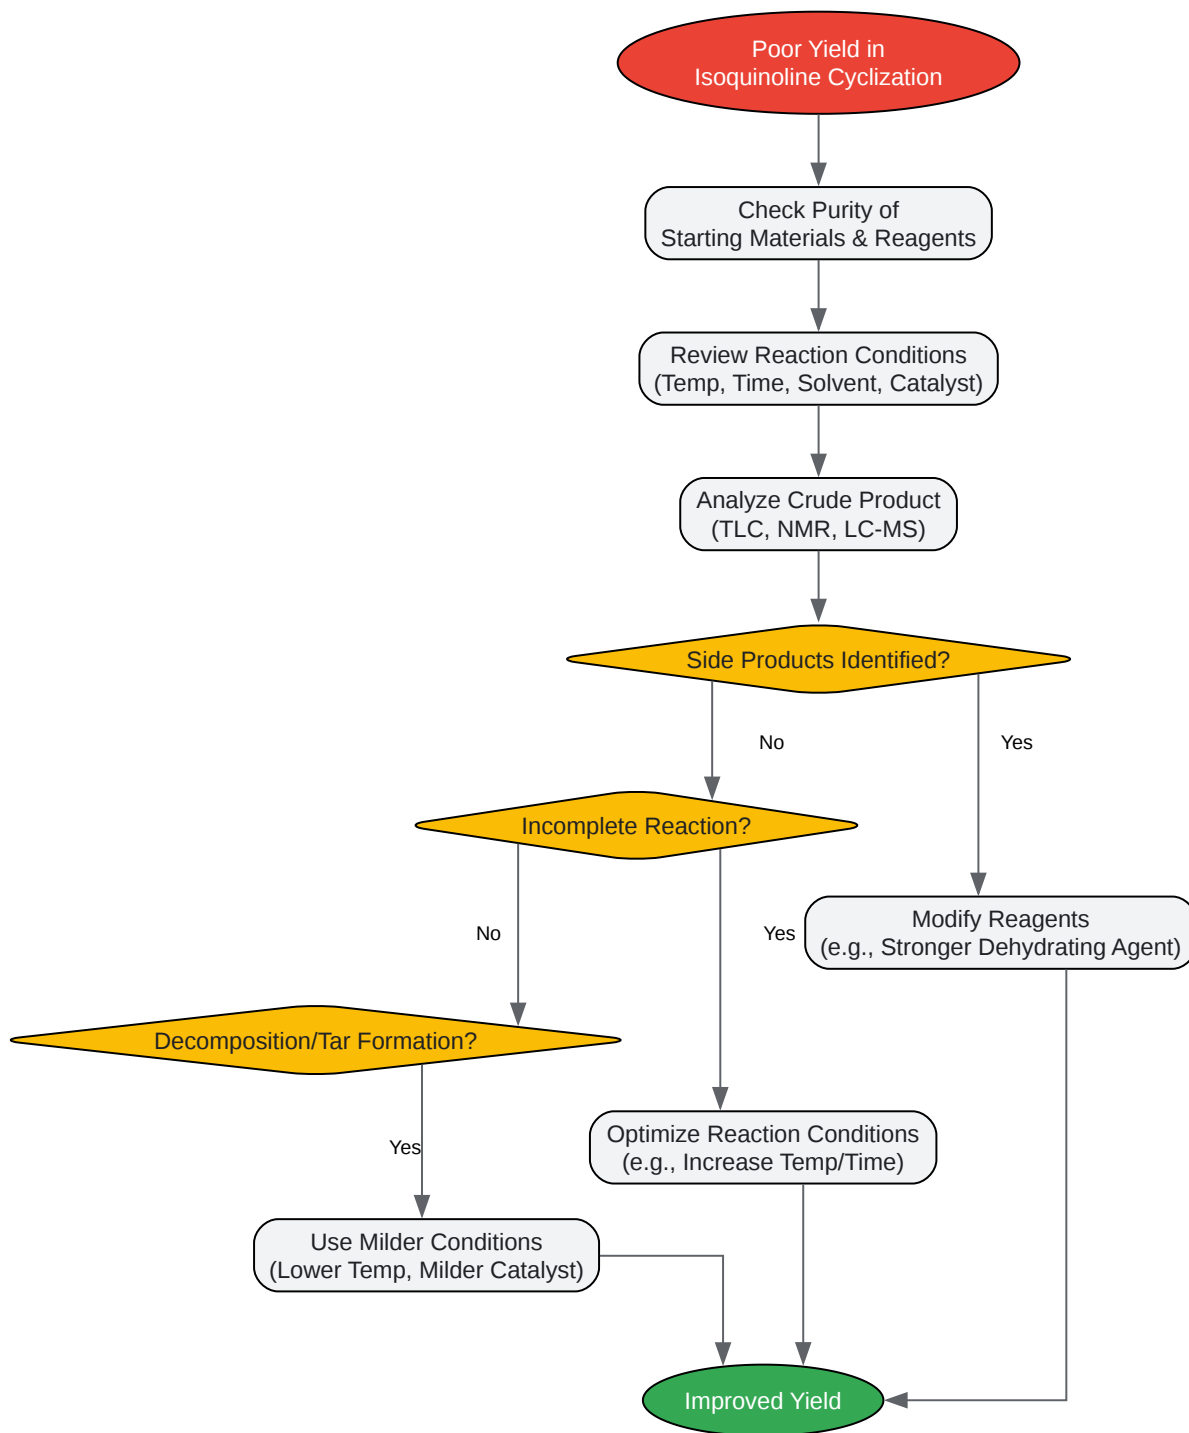 Poor Yield in
Isoquinoline Cyclization
Check Purity of
Starting Materials & Reagents
Review Reaction Conditions
(Temp, Time, Solvent, Catalyst)
Analyze Crude Product
(TLC, NMR, LC-MS)
Side Products Identified?
No
Yes
Incomplete Reaction?
No
Yes
Modify Reagents
(e.g., Stronger Dehydrating Agent)
Decomposition/Tar Formation?
Yes
Optimize Reaction Conditions
(e.g., Increase Temp/Time)
Use Milder Conditions
(Lower Temp, Milder Catalyst)
Improved Yield